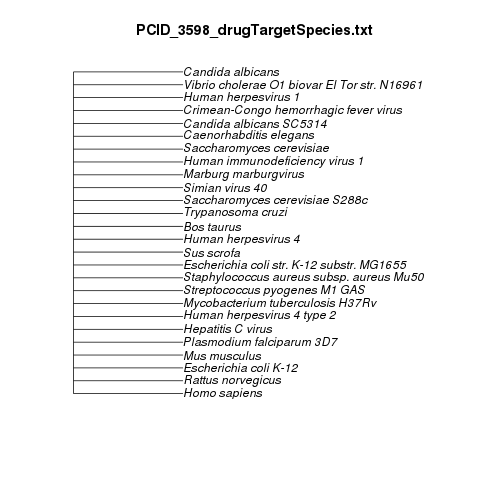 PCID_3598_drugTargetSpecies.txt
Candida albicans
Vibrio cholerae O1 biovar El Tor str. N16961
Human herpesvirus 1
Crimean-Congo hemorrhagic fever virus
Candida albicans SC5314
Caenorhabditis elegans
Saccharomyces cerevisiae
Human immunodeficiency virus 1
Marburg marburgvirus
Simian virus 40
Saccharomyces cerevisiae S288c
Trypanosoma cruzi
Bos taurus
Human herpesvirus 4
Sus scrofa
Escherichia coli str. K-12 substr. MG1655
Staphylococcus aureus subsp. aureus Mu50
Streptococcus pyogenes M1 GAS
Mycobacterium tuberculosis H37Rv
Human herpesvirus 4 type 2
Hepatitis C virus
Plasmodium falciparum 3D7
Mus musculus
Escherichia coli K-12
Rattus norvegicus
Homo sapiens